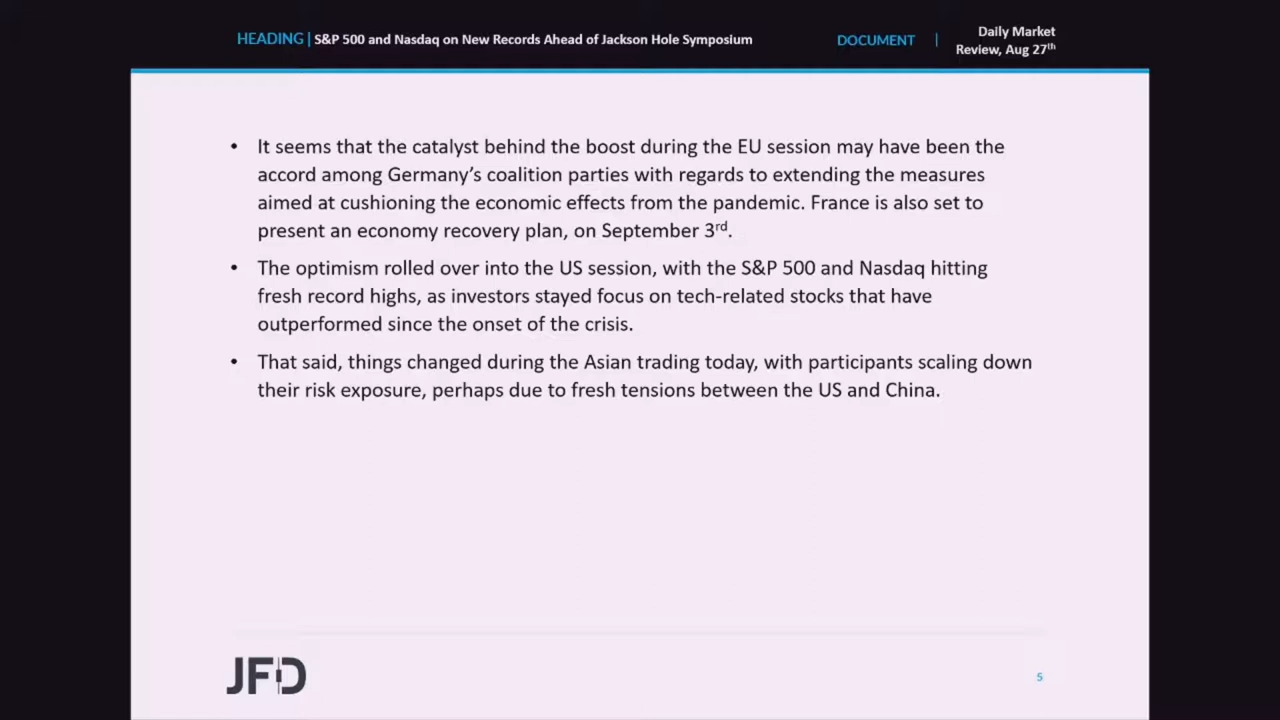 HEADING | S&P 500 and Nasdaq on New Records Ahead of Jackson Hole Symposium
DOCUMENT |
Daily Market
Review, Aug 27th
• It seems that the catalyst behind the boost during the EU session may have been the
accord among Germany’s coalition parties with regards to extending the measures
aimed at cushioning the economic effects from the pandemic. France is also set to
present an economy recovery plan, on September 3rd.
• The optimism rolled over into the US session, with the S&P 500 and Nasdaq hitting
fresh record highs, as investors stayed focus on tech-related stocks that have
outperformed since the onset of the crisis.
• That said, things changed during the Asian trading today, with participants scaling down
their risk exposure, perhaps due to fresh tensions between the US and China.
JFD
5